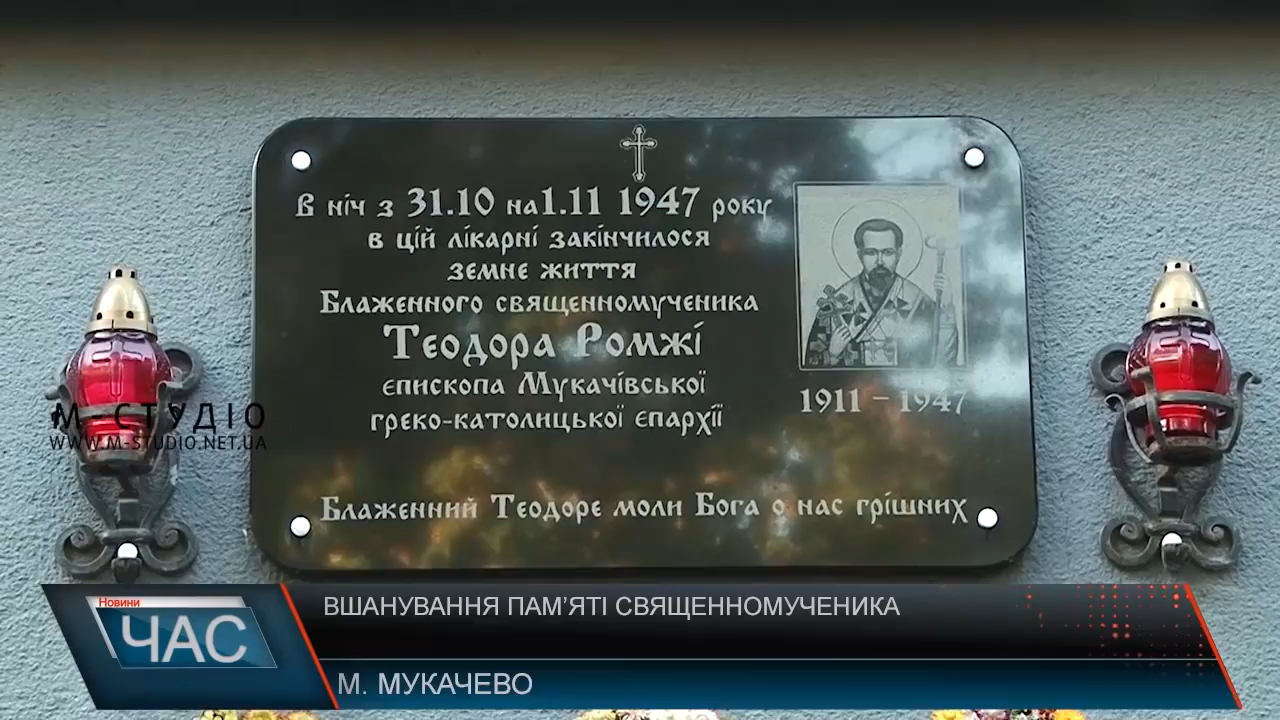 В ніч з 31.10 на 1.11 1947 року
в цій лікарні закінчилося
земне життя
Блаженного священномученика
Теодора Ромжі
єпископа Мукачівської
греко-католицької єпархії
1911 – 1947
Блаженний Теодоре моли Бога о нас грішних
М-СТУДІО
WWW.M-STUDIO.NET.UA
Новини
ЧАС
ВШАНУВАННЯ ПАМ’ЯТІ СВЯЩЕННОМУЧЕНИКА
М. МУКАЧЕВО